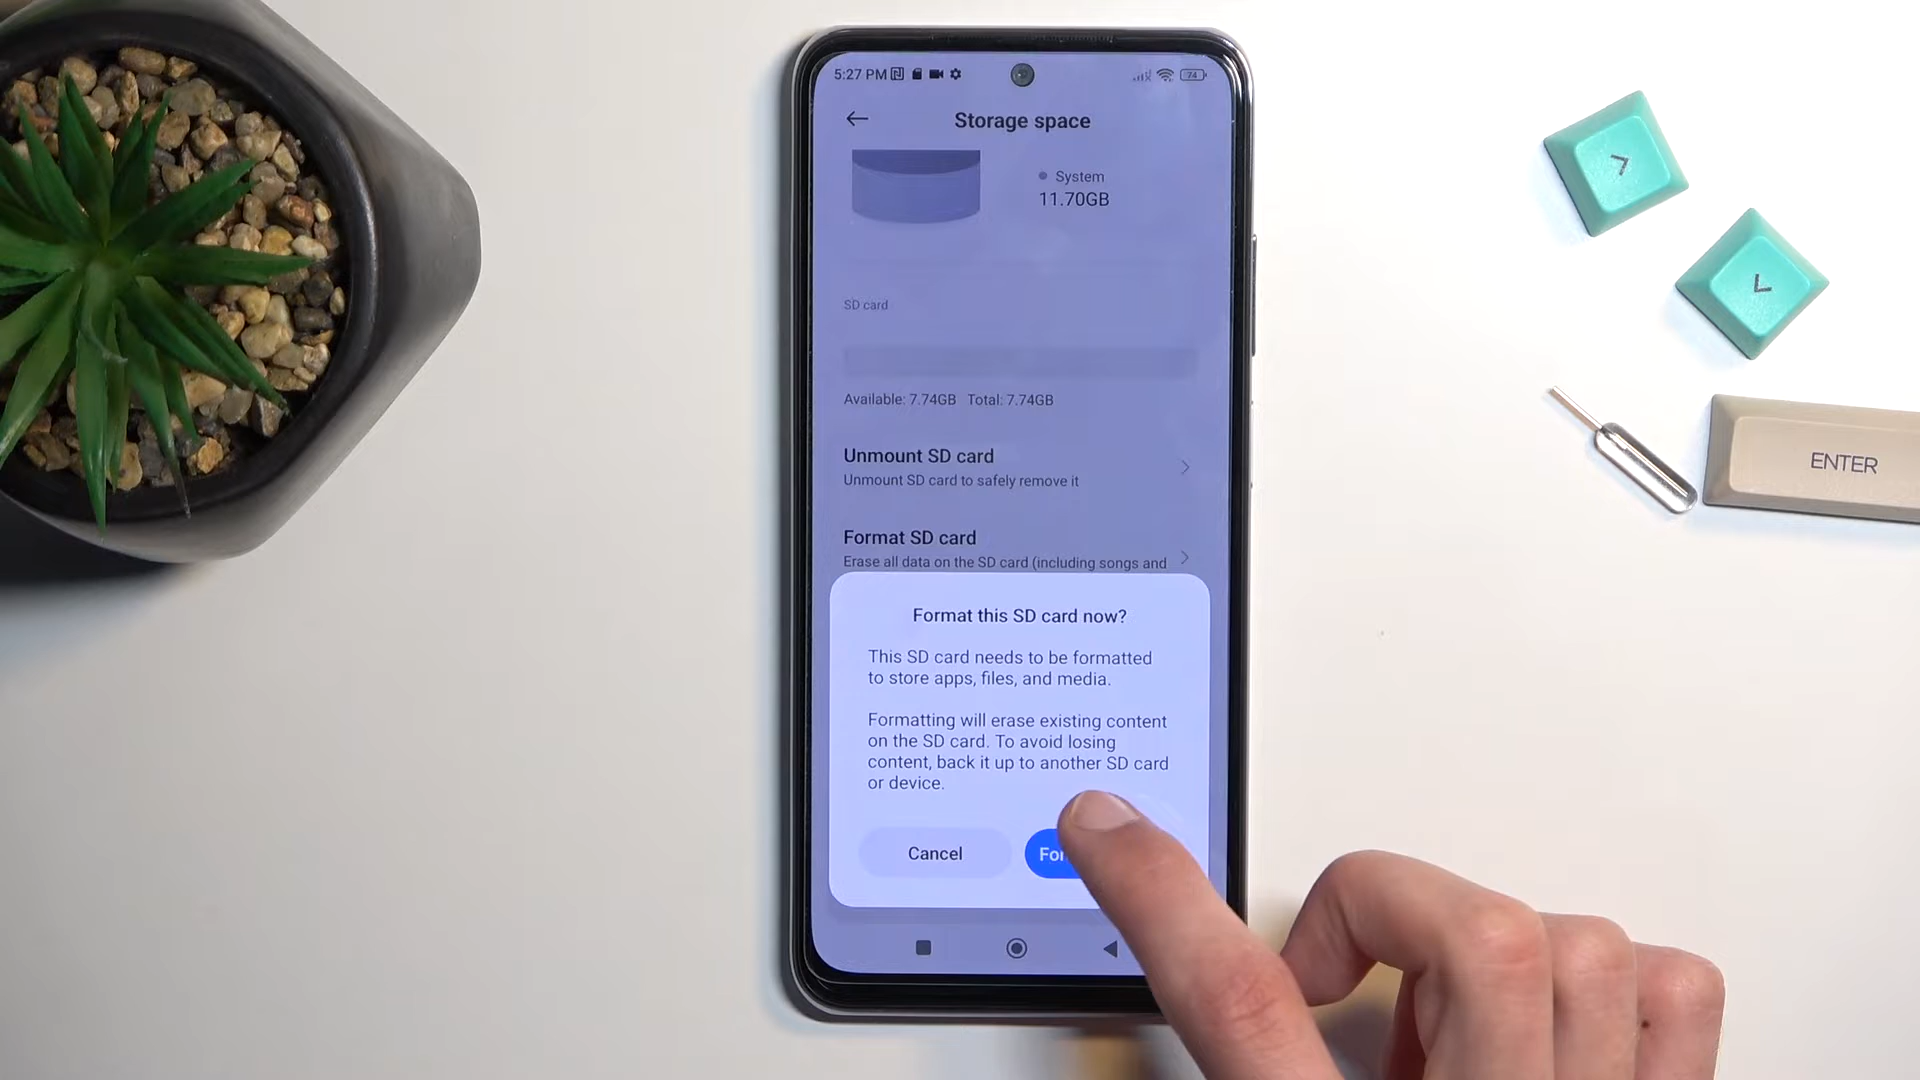 5:27 PM
74
Storage space
System
11.70GB
SD card
Available: 7.74GB Total: 7.74GB
Unmount SD card
Unmount SD card to safely remove it
Format SD card
Erase all data on the SD card (including songs and
Format this SD card now?
This SD card needs to be formatted
to store apps, files, and media.
Formatting will erase existing content
on the SD card. To avoid losing
content, back it up to another SD card
or device.
Cancel
ENTER